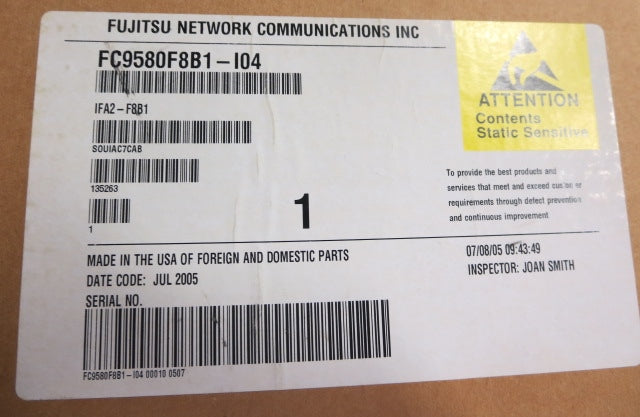 FUJITSU NETWORK COMMUNICATIONS INC
FC9580F8B1-I04
IFA2-F8B1
SOUIAC7CAB
135263
1
1
ATTENTION
Contents
Static Sensitive
To provide the best products and
services that meet and exceed customer
requirements through defect prevention
and continuous improvement
MADE IN THE USA OF FOREIGN AND DOMESTIC PARTS
DATE CODE: JUL 2005
SERIAL NO.
07/08/05 09:43:49
INSPECTOR: JOAN SMITH
FC9580F8B1-I04 00010 0507